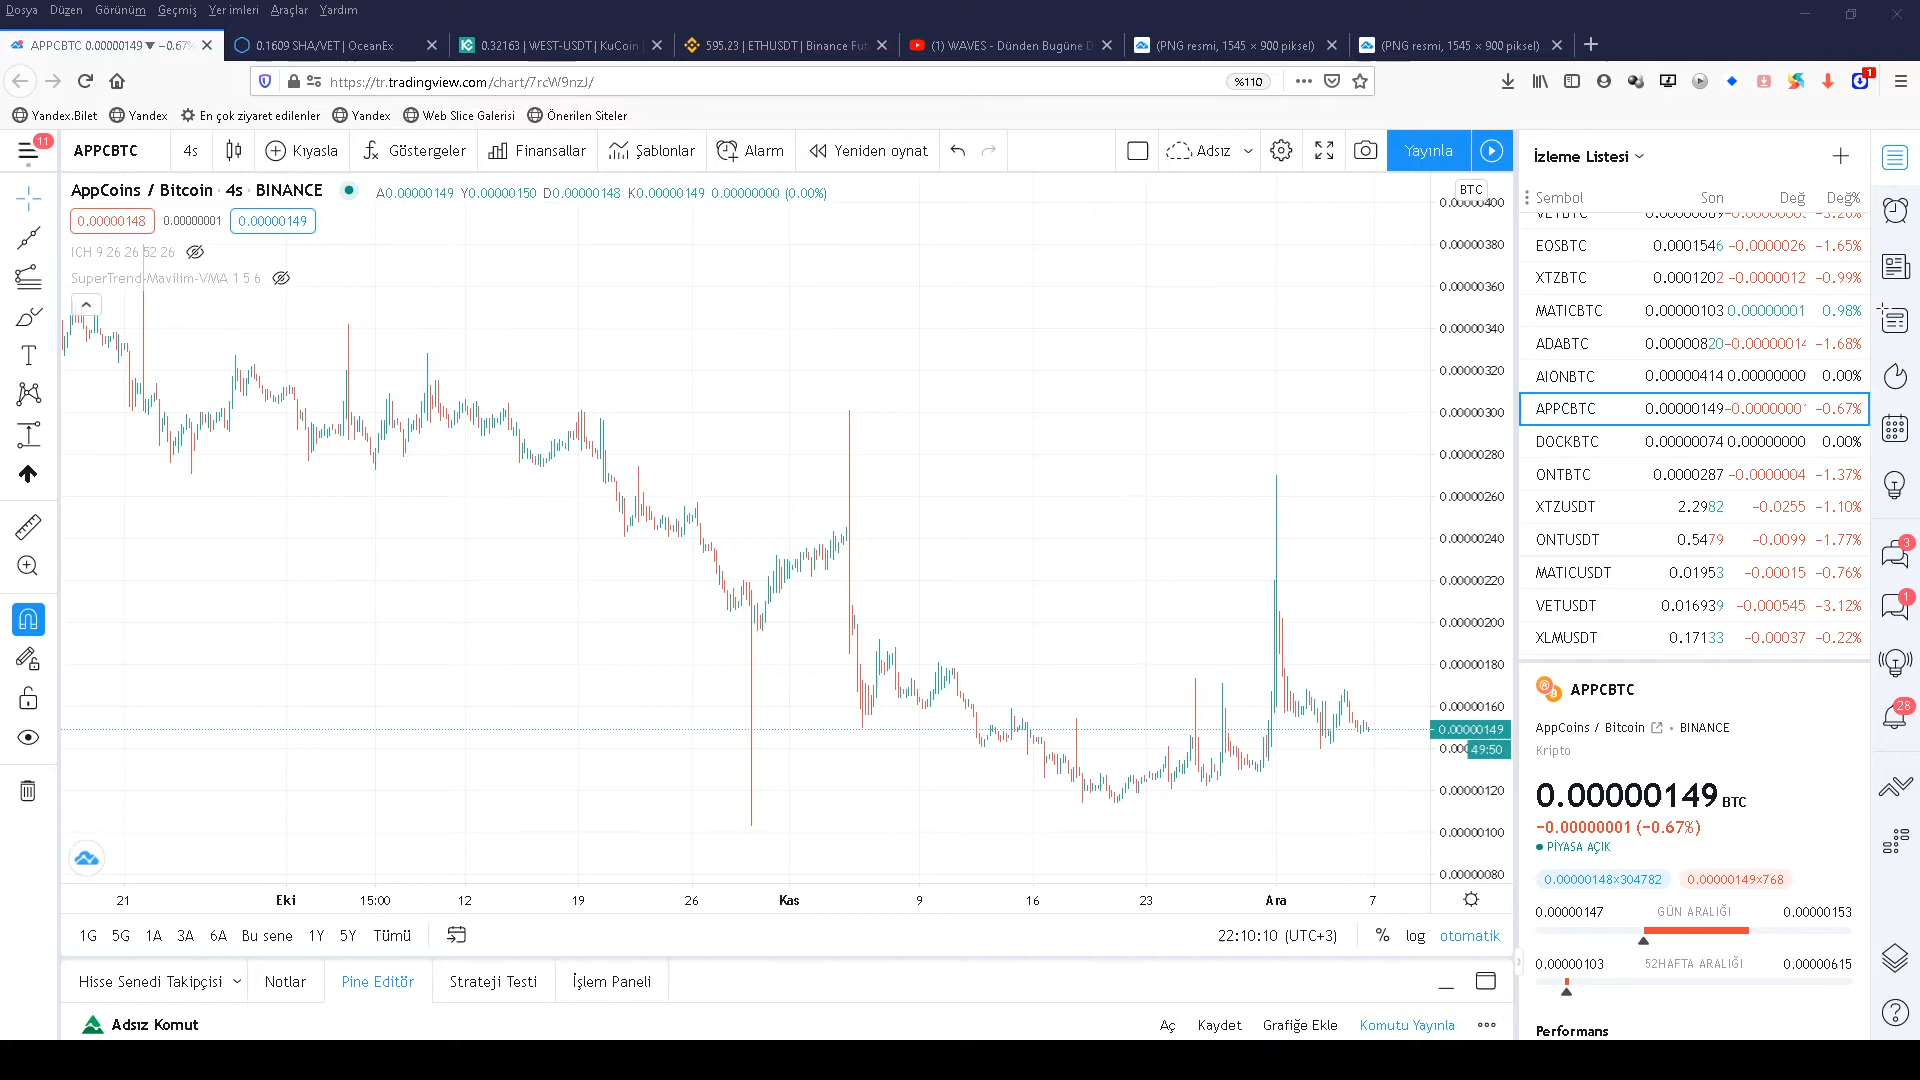 Dosya Düzen Görünüm Geçmiş Yer imleri Araçlar Yardım
APPCBTC 0.00000149 ▼ −0.67%
0.1609 SHA/VET | OceanEx
0.32163 | WEST-USDT | KuCoin
595.23 | ETHUSDT | Binance Fut
(1) WAVES - Dünden Bugüne D
(PNG resmi, 1545 × 900 piksel)
(PNG resmi, 1545 × 900 piksel)
https://tr.tradingview.com/chart/7rcW9nzJ/
%110
1
Yandex.Bilet Yandex En çok ziyaret edilenler Yandex Web Slice Galerisi Önerilen Siteler
11
APPCBTC 4s Kıyasla Göstergeler Finansallar Şablonlar Alarm Yeniden oynat Adsız Yayınla
AppCoins / Bitcoin · 4s · BINANCE
A0.00000149 Y0.00000150 D0.00000148 K0.00000149 0.00000000 (0.00%)
0.00000148 0.00000001 0.00000149
ICH 9 26 26 52 26
SuperTrend-Mavilim-VMA 1 5 6
BTC
0.00000400
0.00000380
0.00000360
0.00000340
0.00000320
0.00000300
0.00000280
0.00000260
0.00000240
0.00000220
0.00000200
0.00000180
0.00000160
0.00000149
49:50
0.00000120
0.00000100
0.00000080
21 Eki 15:00 12 19 26 Kas 9 16 23 Ara 7
1G 5G 1A 3A 6A Bu sene 1Y 5Y Tümü
22:10:10 (UTC+3) % log otomatik
Hisse Senedi Takipçisi Notlar Pine Editör Strateji Testi İşlem Paneli
Adsız Komut
Aç Kaydet Grafiğe Ekle Komutu Yayınla
İzleme Listesi
Sembol Son Değ Değ%
EOSBTC 0.0001546 −0.0000026 −1.65%
XTZBTC 0.0001202 −0.0000012 −0.99%
MATICBTC 0.00000103 0.00000001 0.98%
ADABTC 0.00000820 −0.00000014 −1.68%
AIONBTC 0.00000414 0.00000000 0.00%
APPCBTC 0.00000149 −0.00000001 −0.67%
DOCKBTC 0.00000074 0.00000000 0.00%
ONTBTC 0.0000287 −0.0000004 −1.37%
XTZUSDT 2.2982 −0.0255 −1.10%
ONTUSDT 0.5479 −0.0099 −1.77%
MATICUSDT 0.01953 −0.00015 −0.76%
VETUSDT 0.016939 −0.000545 −3.12%
XLMUSDT 0.17133 −0.00037 −0.22%
APPCBTC
AppCoins / Bitcoin • BINANCE
Kripto
0.00000149 BTC
−0.00000001 (−0.67%)
PİYASA AÇIK
0.00000148×304782 0.00000149×768
0.00000147 GÜN ARALIĞI 0.00000153
0.00000103 52HAFTA ARALIĞI 0.00000615
Performans
3
1
28